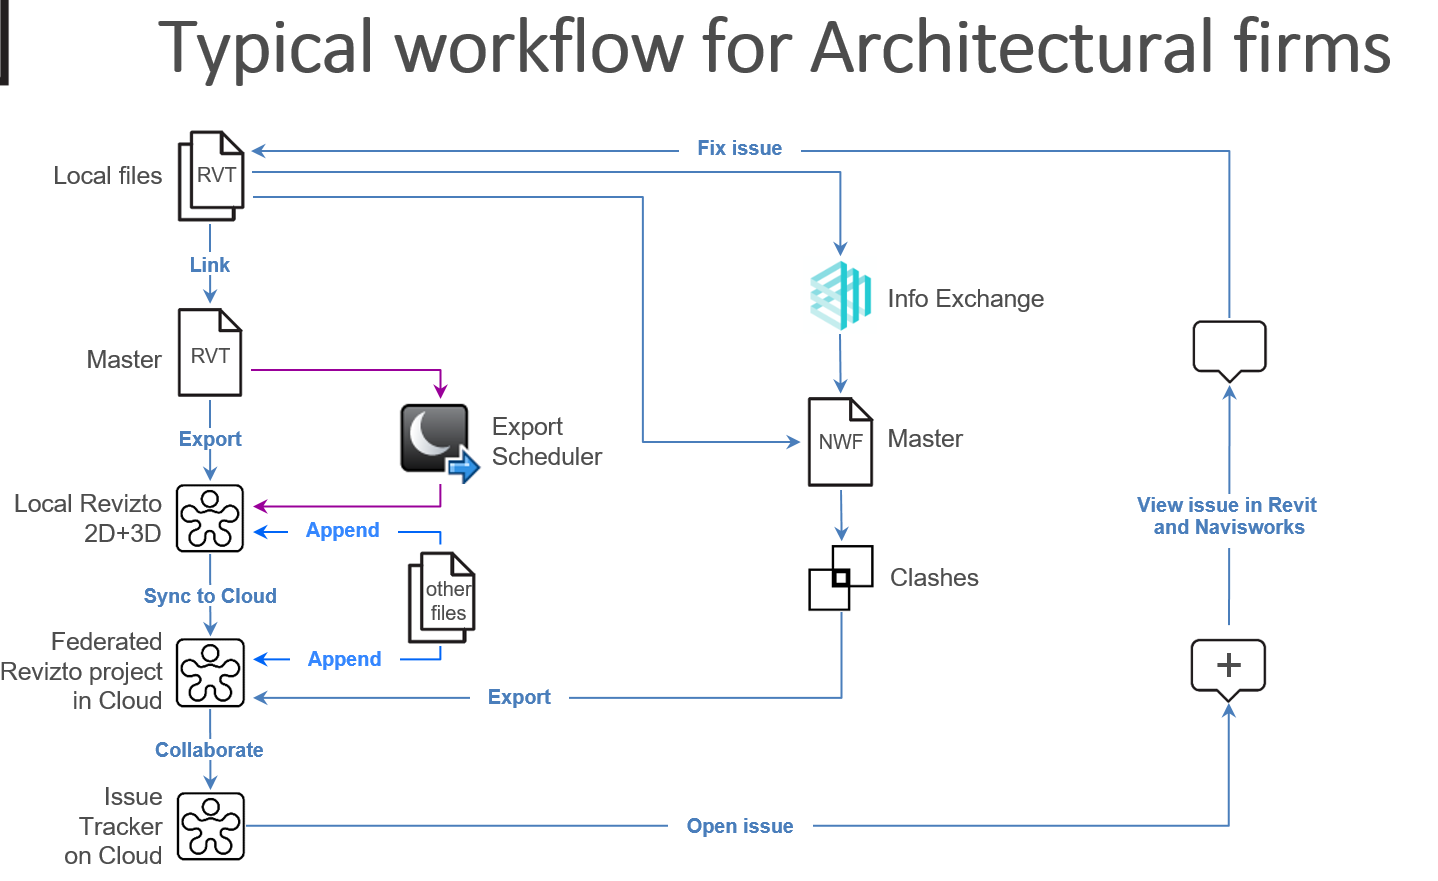 Typical workflow for Architectural firms
Fix issue
Local files
RVT
Link
Info Exchange
Master
RVT
Export
Scheduler
NWF
Master
Export
Local Revizto
2D+3D
Append
View issue in Revit
and Navisworks
other
files
Clashes
Sync to Cloud
Federated
Revizto project
in Cloud
Append
Export
Collaborate
Issue
Tracker
on Cloud
Open issue